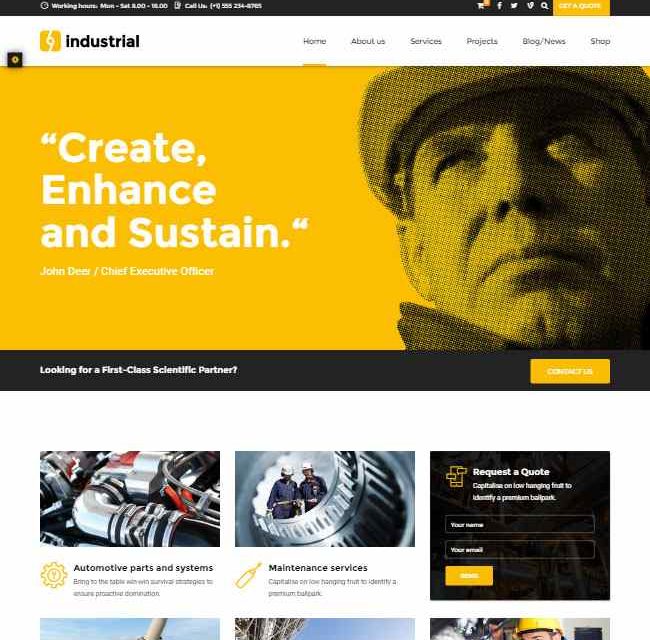 Working hours: Mon - Sat 8.00 - 18.00 Call Us: (+1) 555 234-8765 GET A QUOTE
industrial
Home About us Services Projects Blog/News Shop
“Create,
Enhance
and Sustain.“
John Deer / Chief Executive Officer
Looking for a First-Class Scientific Partner? CONTACT US
Request a Quote
Capitalise on low hanging fruit to
identify a premium ballpark.
Your name
Your email
SEND
Automotive parts and systems
Bring to the table win-win survival strategies to
ensure proactive domination.
Maintenance services
Capitalise on low hanging fruit to identify a
premium ballpark.